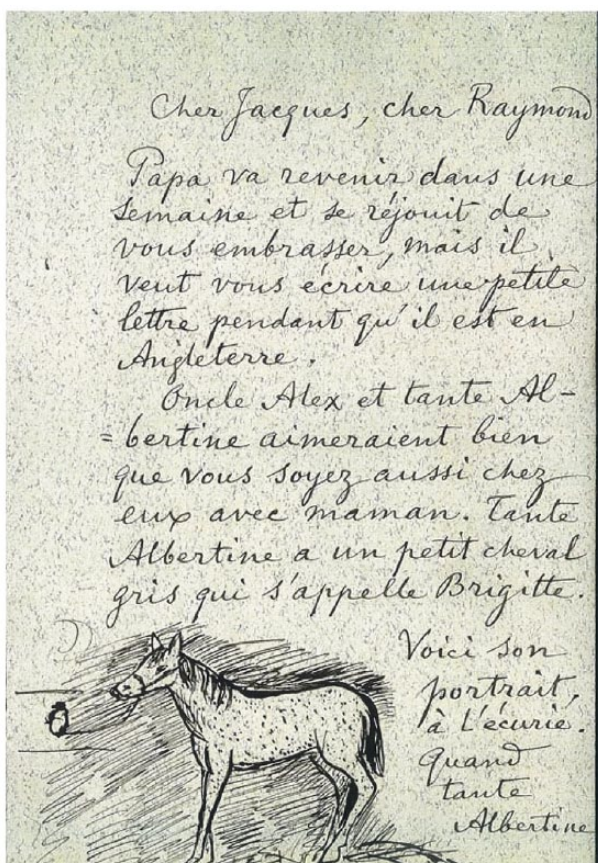 Cher Jacques, cher Raymond
Papa va revenir dans une
semaine et se réjouit de
vous embrasser, mais il
veut vous écrire une petite
lettre pendant qu'il est en
Angleterre.
Oncle Alex et tante Al-
=bertine aimeraient bien
que vous soyez aussi chez
eux avec maman. Tante
Albertine a un petit cheval
gris qui s'appelle Brigitte.
Voici son
portrait,
à l'écurie.
Quand
tante
Albertine